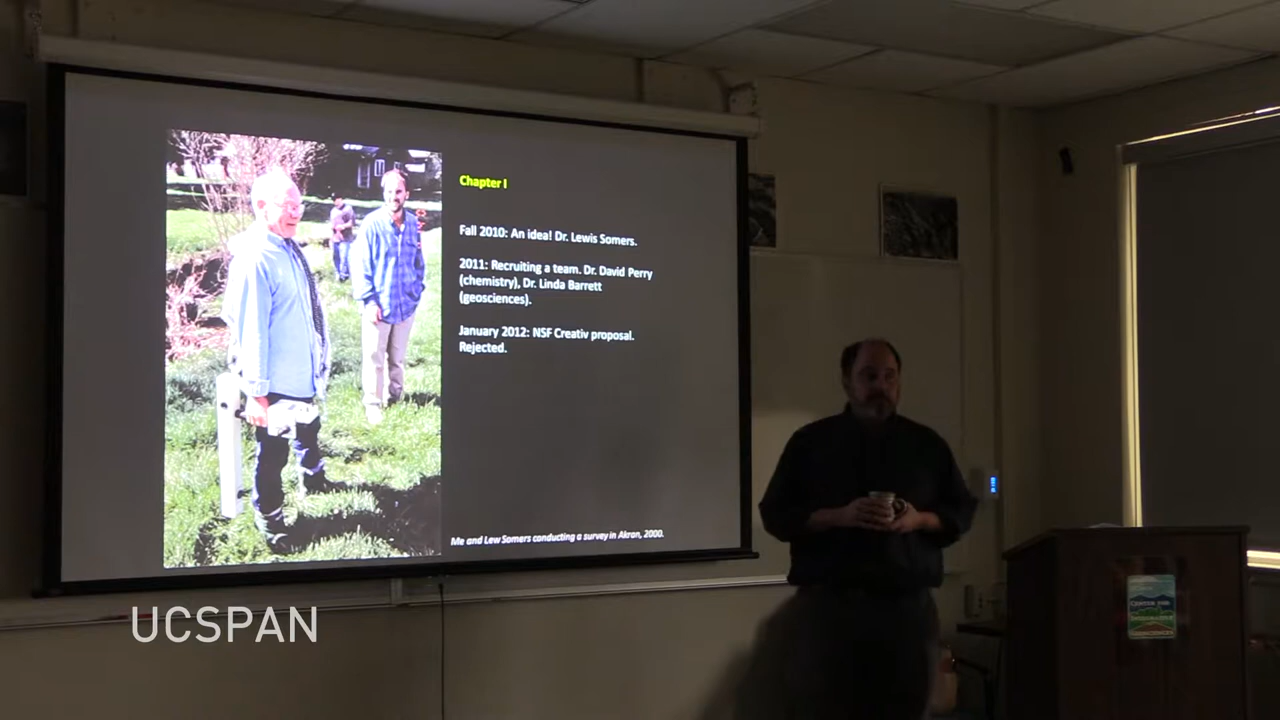 Chapter I
Fall 2010: An idea! Dr. Lewis Somers.
2011: Recruiting a team. Dr. David Perry
(chemistry), Dr. Linda Barrett
(geosciences).
January 2012: NSF Creativ proposal.
Rejected.
Me and Lew Somers conducting a survey in Akron, 2000.
UCSPAN